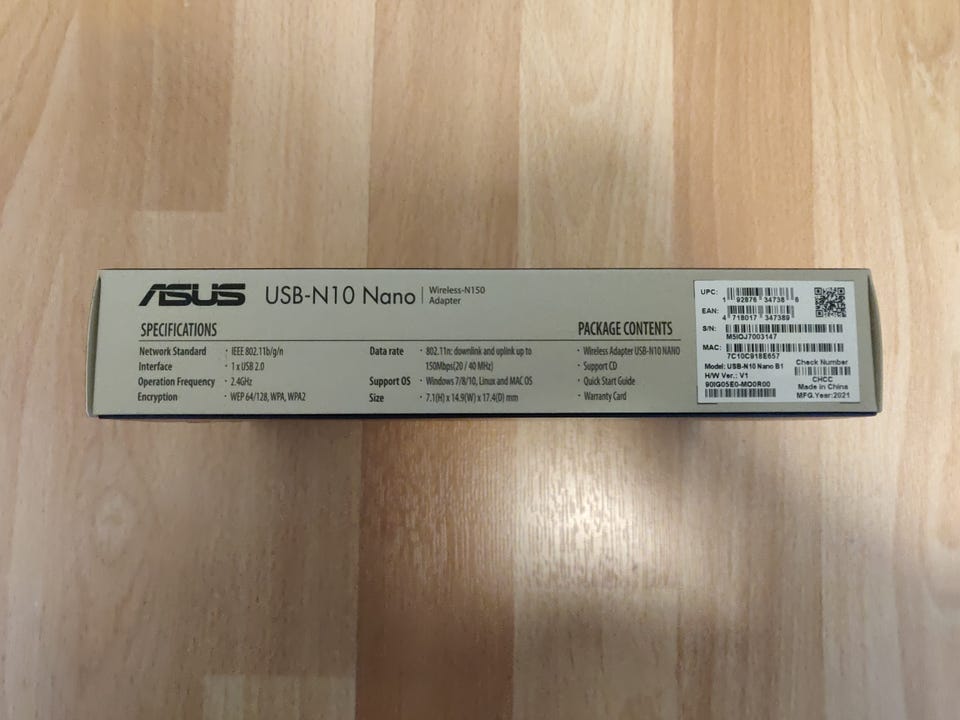 ASUS USB-N10 Nano Wireless-N150
Adapter
SPECIFICATIONS
Network Standard · IEEE 802.11b/g/n
Interface · 1 x USB 2.0
Operation Frequency · 2.4GHz
Encryption · WEP 64/128, WPA, WPA2
Data rate · 802.11n: downlink and uplink up to
150Mbps(20 / 40 MHz)
Support OS · Windows 7/8/10, Linux and MAC OS
Size · 7.1(H) x 14.9(W) x 17.4(D) mm
PACKAGE CONTENTS
· Wireless Adapter USB-N10 NANO
· Support CD
· Quick Start Guide
· Warranty Card
UPC:
1 92876 34738 6
EAN:
4 718017 347389
S/N:
M5IOJ7003147
MAC:
7C10C918E657
Model: USB-N10 Nano B1
H/W Ver.: V1
90IG05E0-MO0R00
Check Number
CHCC
Made in China
MFG.Year:2021